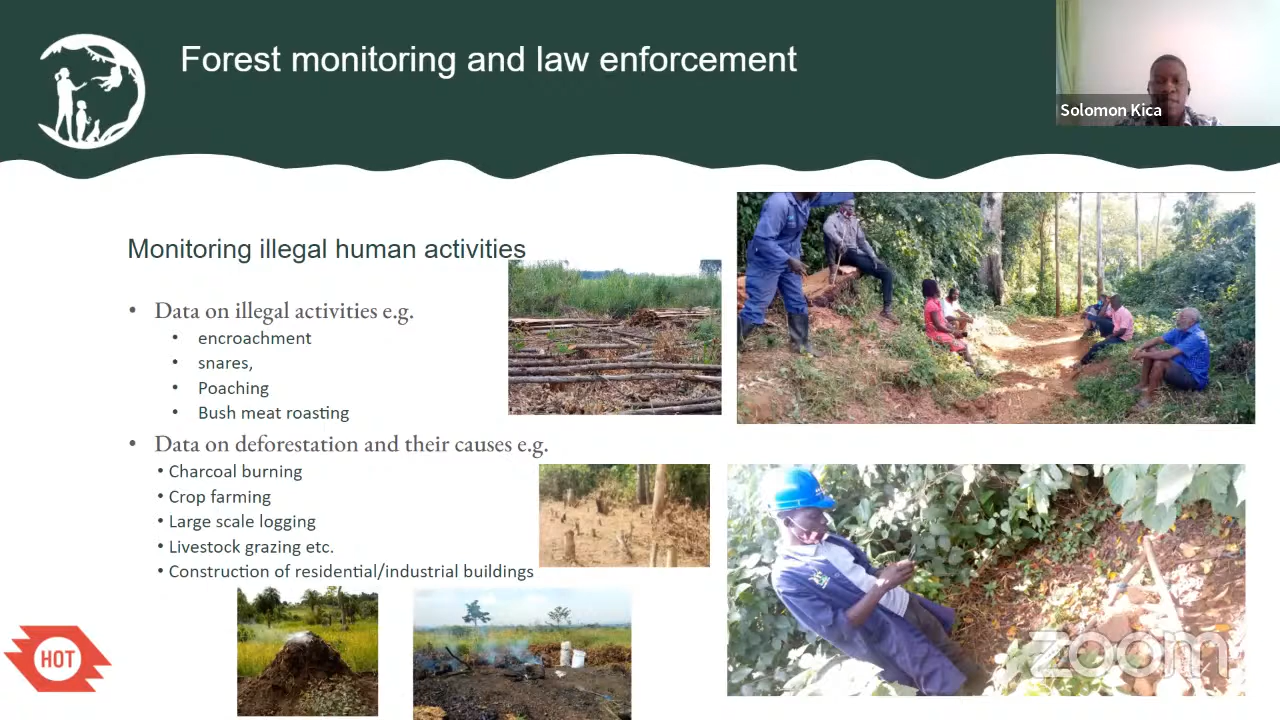 Forest monitoring and law enforcement
Solomon Kica
Monitoring illegal human activities
• Data on illegal activities e.g.
• encroachment
• snares,
• Poaching
• Bush meat roasting
• Data on deforestation and their causes e.g.
• Charcoal burning
• Crop farming
• Large scale logging
• Livestock grazing etc.
• Construction of residential/industrial buildings
HOT
zoom